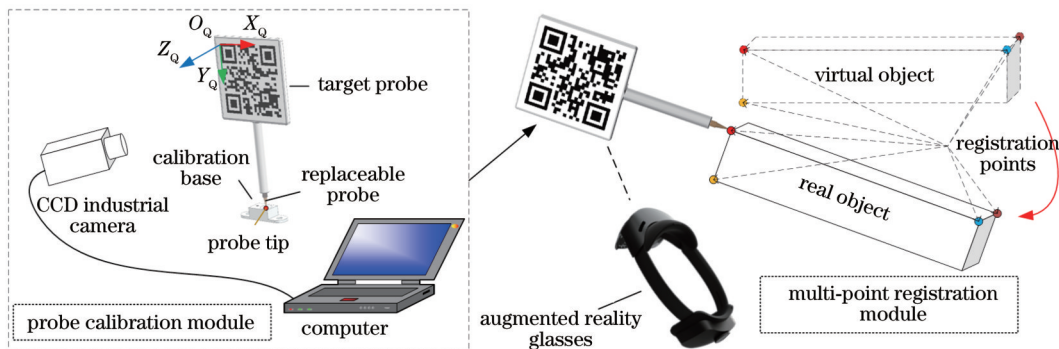 O_Q
X_Q
Z_Q
Y_Q
target probe
calibration
base
replaceable
probe
CCD industrial
camera
probe tip
probe calibration module
computer
virtual object
registration
points
real object
augmented reality
glasses
multi-point registration
module